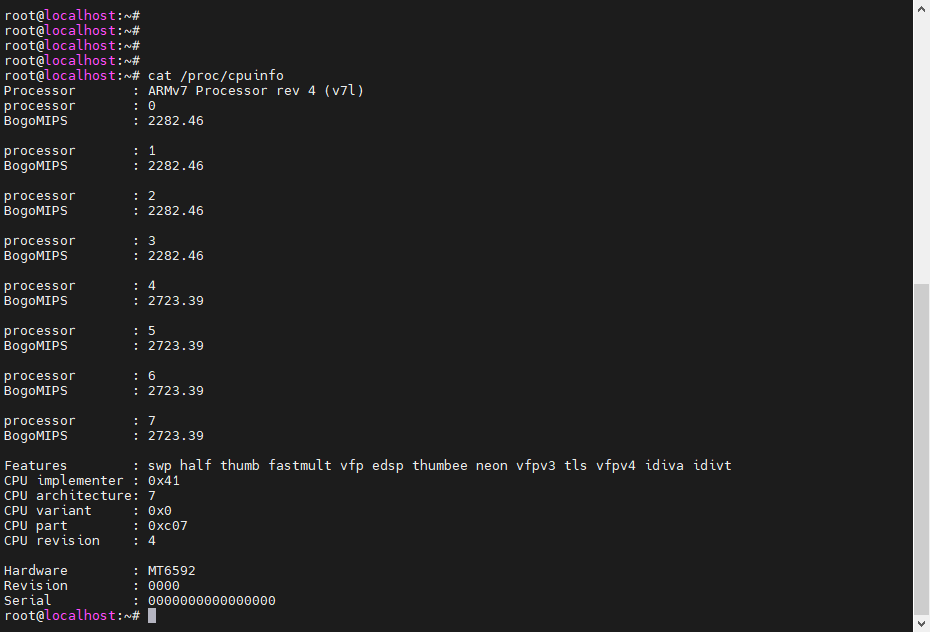 root@localhost:~#
root@localhost:~#
root@localhost:~#
root@localhost:~#
root@localhost:~# cat /proc/cpuinfo
Processor       : ARMv7 Processor rev 4 (v7l)
processor       : 0
BogoMIPS        : 2282.46

processor       : 1
BogoMIPS        : 2282.46

processor       : 2
BogoMIPS        : 2282.46

processor       : 3
BogoMIPS        : 2282.46

processor       : 4
BogoMIPS        : 2723.39

processor       : 5
BogoMIPS        : 2723.39

processor       : 6
BogoMIPS        : 2723.39

processor       : 7
BogoMIPS        : 2723.39

Features        : swp half thumb fastmult vfp edsp thumbee neon vfpv3 tls vfpv4 idiva idivt
CPU implementer : 0x41
CPU architecture: 7
CPU variant     : 0x0
CPU part        : 0xc07
CPU revision    : 4

Hardware        : MT6592
Revision        : 0000
Serial          : 0000000000000000
root@localhost:~#